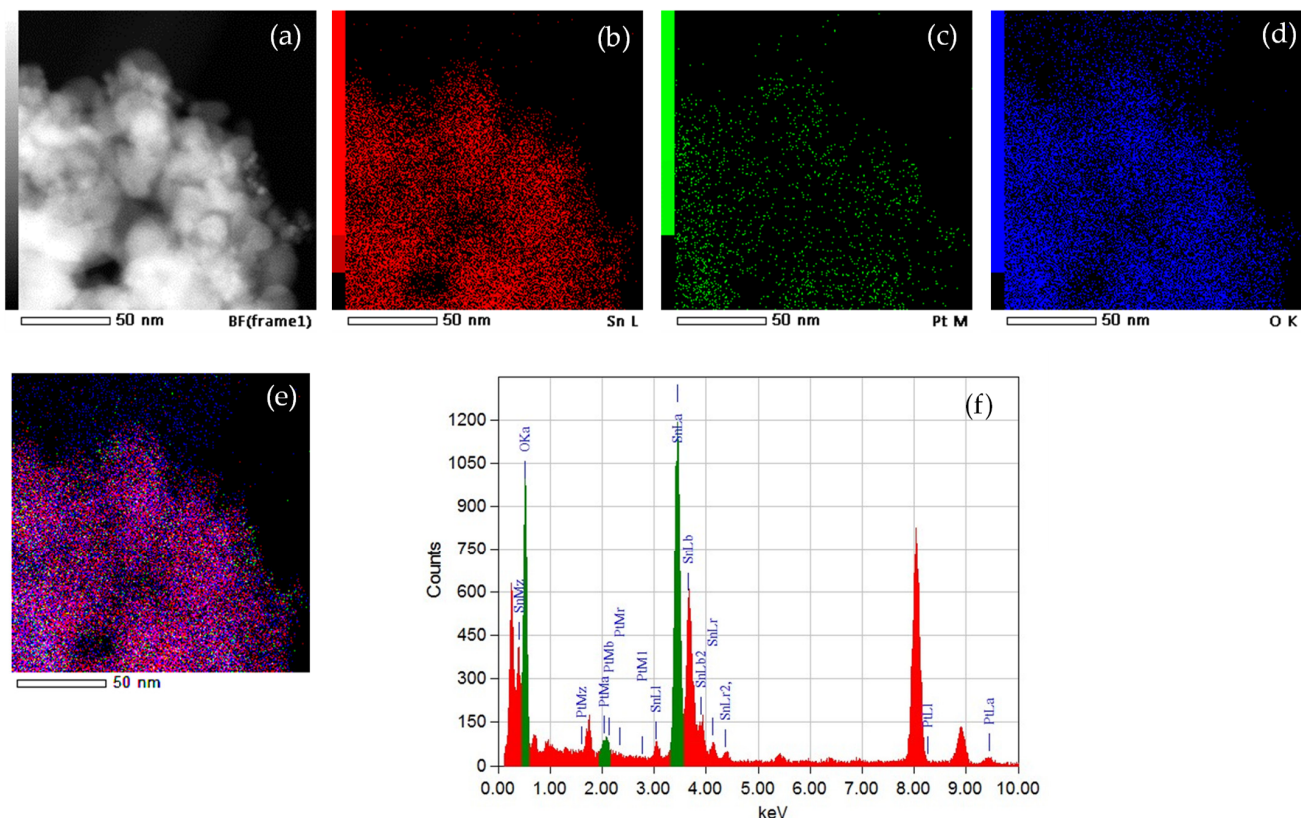 (a)
(b)
(c)
(d)
50 nm BF(frame1)
50 nm Sn L
50 nm Pt M
50 nm O K
(e)
50 nm
(f)
Counts
1200
1050
900
750
600
450
300
150
0
OKa
SnMz
PtMz
PtMa
PtMb
PtMr
PtM1
SnLl
SnLa
SnLb
SnLb2
SnLr
SnLr2,
PtLl
PtLa
0.00 1.00 2.00 3.00 4.00 5.00 6.00 7.00 8.00 9.00 10.00
keV